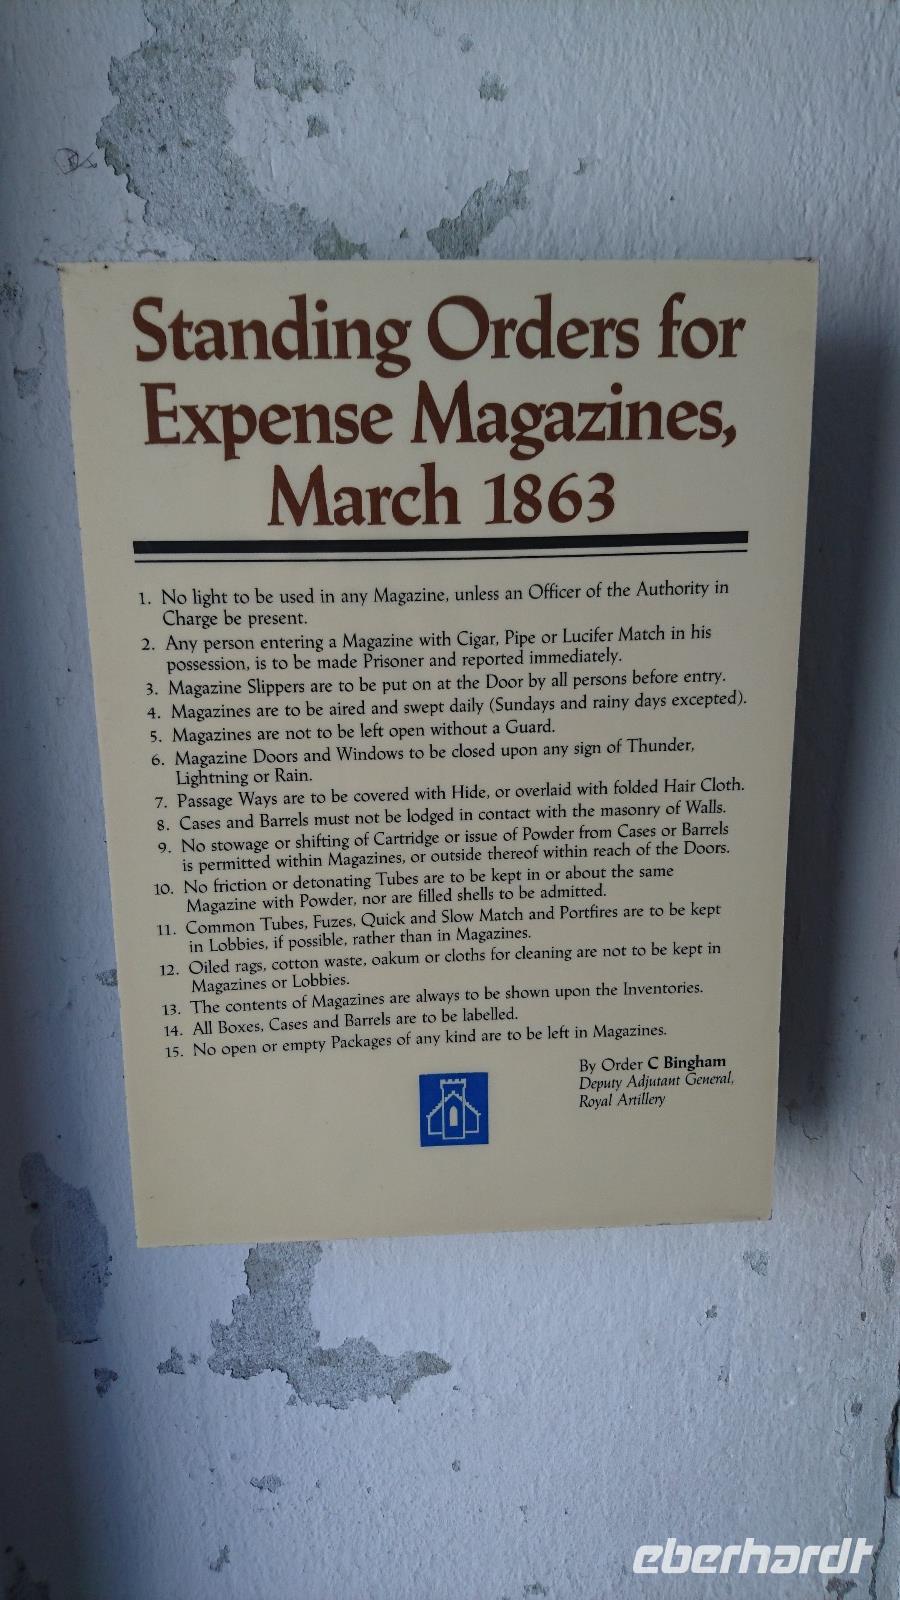 Standing Orders for
Expense Magazines,
March 1863
1. No light to be used in any Magazine, unless an Officer of the Authority in
Charge be present.
2. Any person entering a Magazine with Cigar, Pipe or Lucifer Match in his
possession, is to be made Prisoner and reported immediately.
3. Magazine Slippers are to be put on at the Door by all persons before entry.
4. Magazines are to be aired and swept daily (Sundays and rainy days excepted).
5. Magazines are not to be left open without a Guard.
6. Magazine Doors and Windows to be closed upon any sign of Thunder,
Lightning or Rain.
7. Passage Ways are to be covered with Hide, or overlaid with folded Hair Cloth.
8. Cases and Barrels must not be lodged in contact with the masonry of Walls.
9. No stowage or shifting of Cartridge or issue of Powder from Cases or Barrels
is permitted within Magazines, or outside thereof within reach of the Doors.
10. No friction or detonating Tubes are to be kept in or about the same
Magazine with Powder, nor are filled shells to be admitted.
11. Common Tubes, Fuzes, Quick and Slow Match and Portfires are to be kept
in Lobbies, if possible, rather than in Magazines.
12. Oiled rags, cotton waste, oakum or cloths for cleaning are not to be kept in
Magazines or Lobbies.
13. The contents of Magazines are always to be shown upon the Inventories.
14. All Boxes, Cases and Barrels are to be labelled.
15. No open or empty Packages of any kind are to be left in Magazines.
By Order C Bingham
Deputy Adjutant General,
Royal Artillery
eberhardt